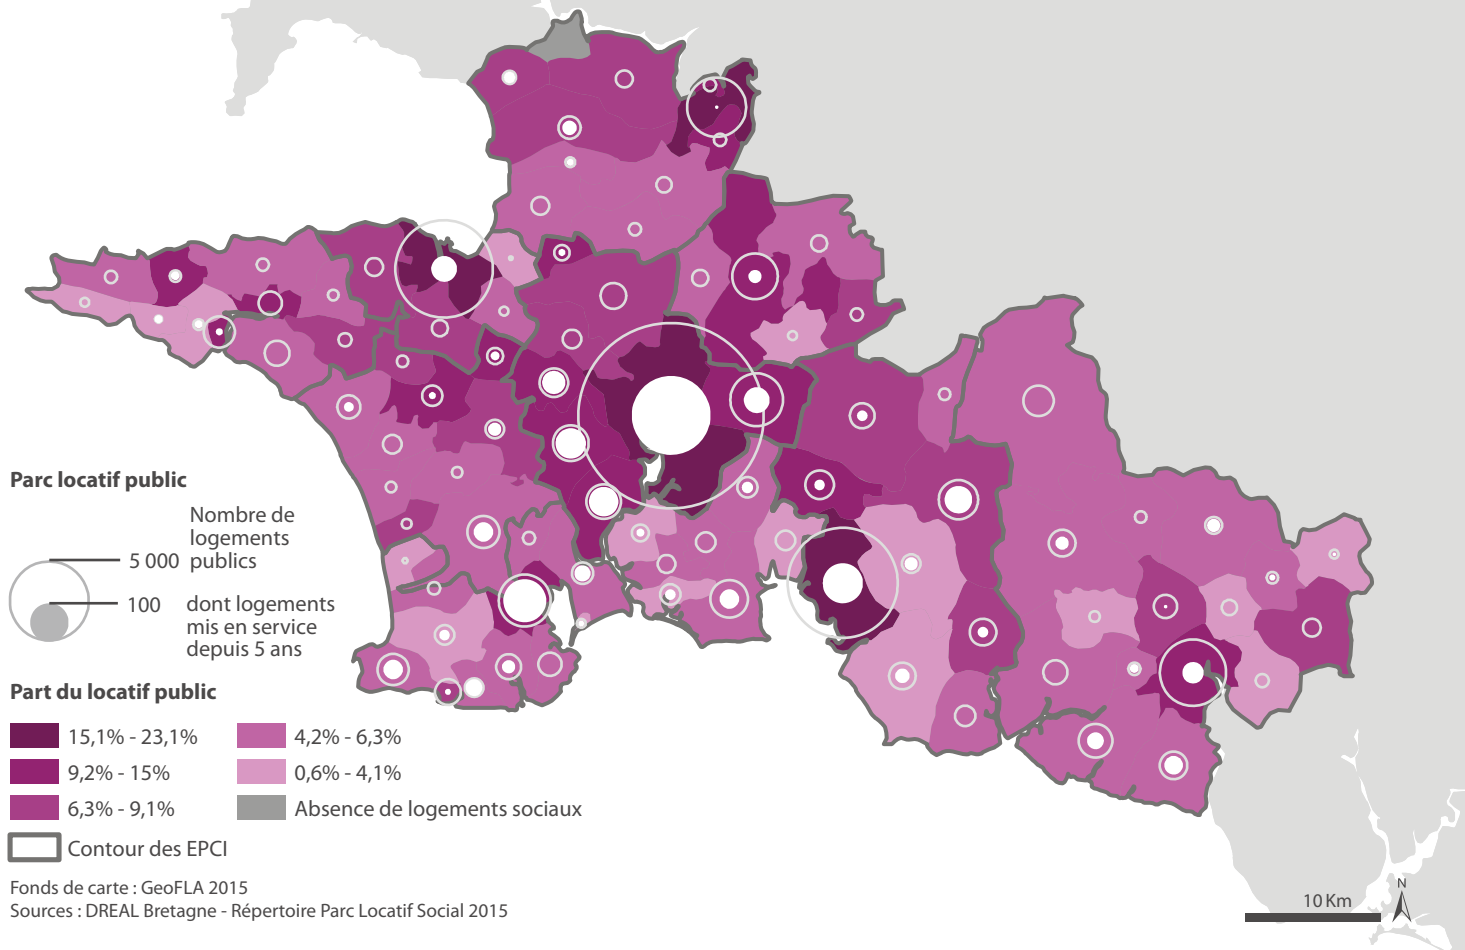 Parc locatif public
Nombre de
logements
publics
5 000
100
dont logements
mis en service
depuis 5 ans
Part du locatif public
15,1% - 23,1%
4,2% - 6,3%
9,2% - 15%
0,6% - 4,1%
6,3% - 9,1%
Absence de logements sociaux
Contour des EPCI
Fonds de carte : GeoFLA 2015
Sources : DREAL Bretagne - Répertoire Parc Locatif Social 2015
10 Km
N